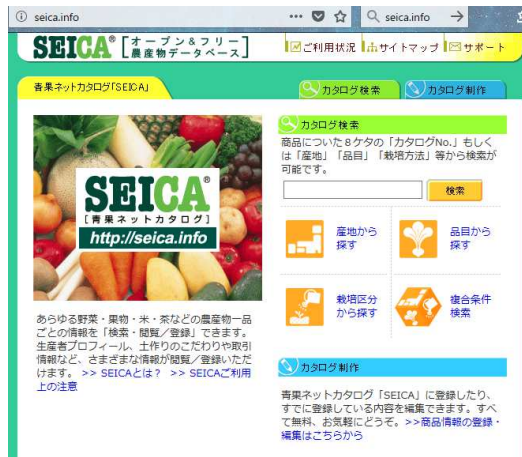 seica.info
seica.info
SEICA® [オープン&フリー 農産物データベース]
ご利用状況 サイトマップ サポート
青果ネットカタログ「SEICA」
カタログ検索 カタログ制作
SEICA®
[青果ネットカタログ]
http://seica.info
カタログ検索
商品についた8ケタの「カタログNo.」もしく
は「産地」「品目」「栽培方法」等から検索が
可能です。
検索
産地から
探す
品目から
探す
栽培区分
から探す
複合条件
検索
あらゆる野菜・果物・米・茶などの農産物一品
ごとの情報を「検索・閲覧/登録」できます。
生産者プロフィール、土作りのこだわりや取引
情報など、さまざまな情報が閲覧/登録いただ
けます。 >> SEICAとは? >> SEICAご利用
上の注意
カタログ制作
青果ネットカタログ「SEICA」に登録したり、
すでに登録している内容を編集できます。すべ
て無料、お気軽にどうぞ。>>商品情報の登録・
編集はこちらから